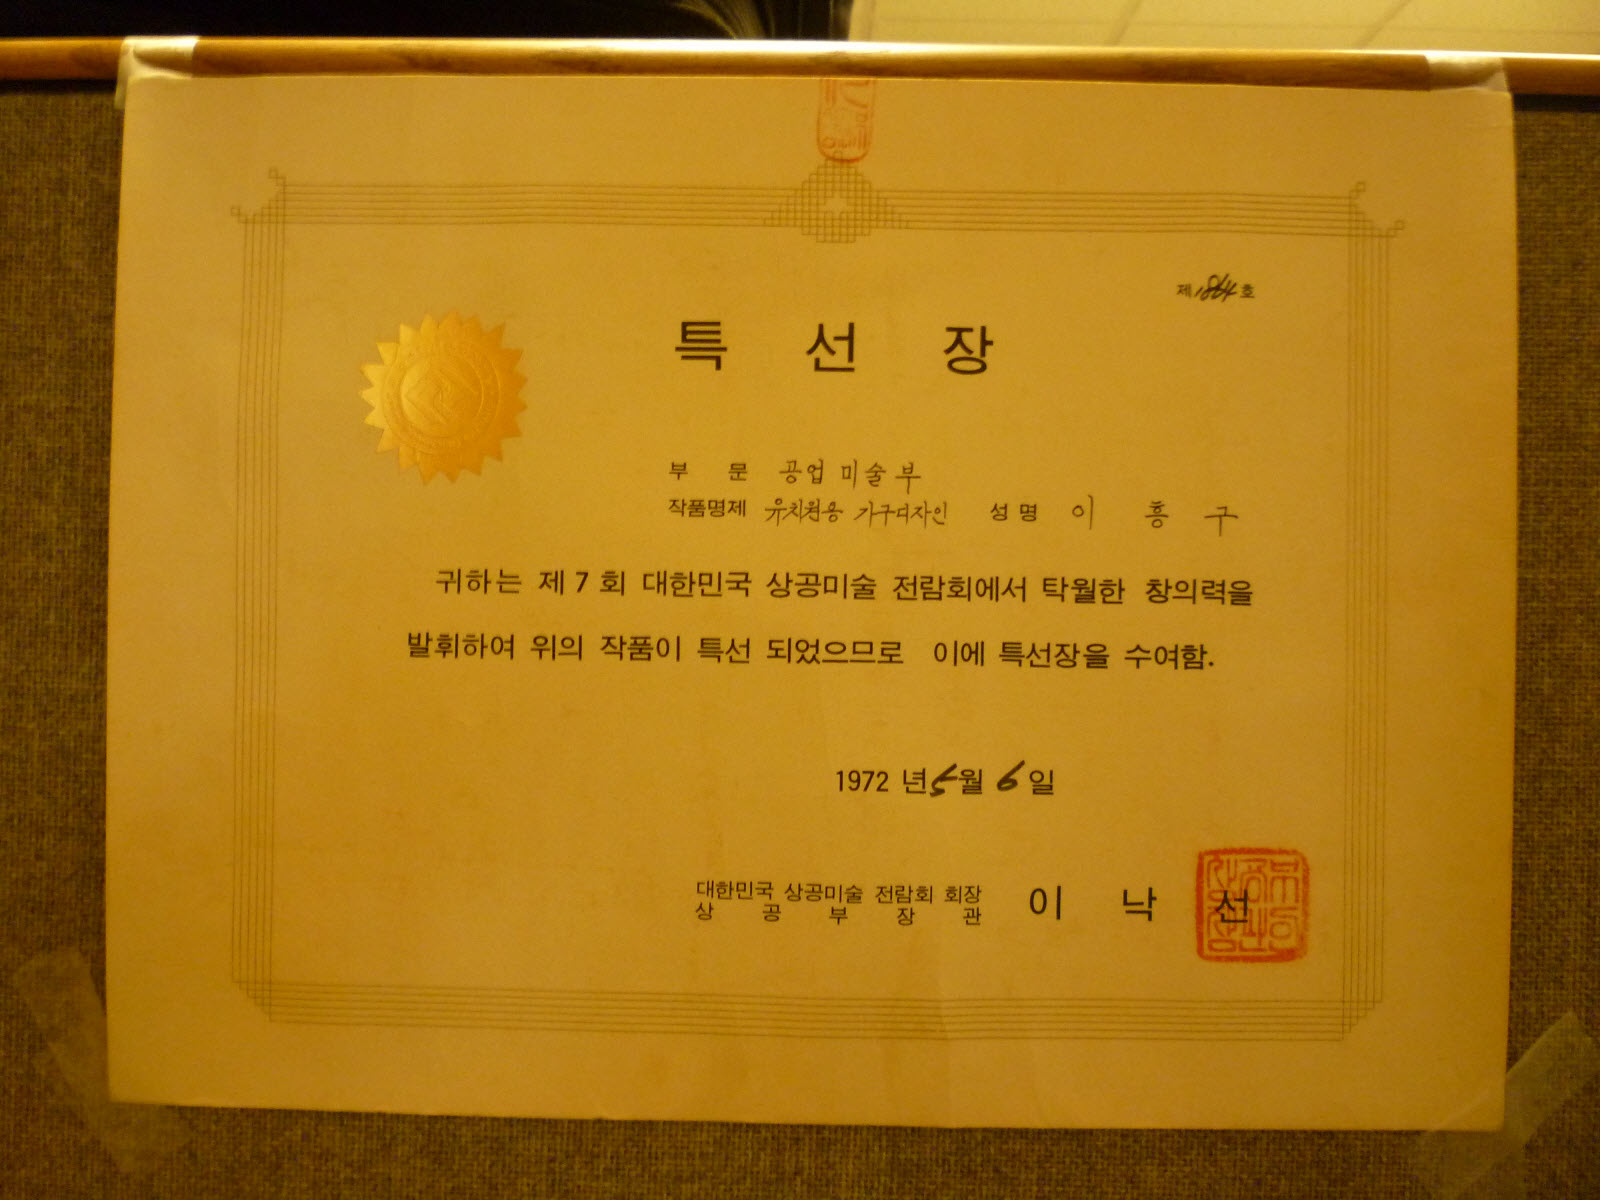 제 호
특 선 장
부 문 공업 미술부
작품명제 유치원용 가구디자인 성명 이 흥 구
귀하는 제7회 대한민국 상공미술 전람회에서 탁월한 창의력을
발휘하여 위의 작품이 특선 되었으므로 이에 특선장을 수여함.
1972 년 5월 6일
대한민국 상공미술 전람회 회장
상 공 부 장 관 이 낙 선